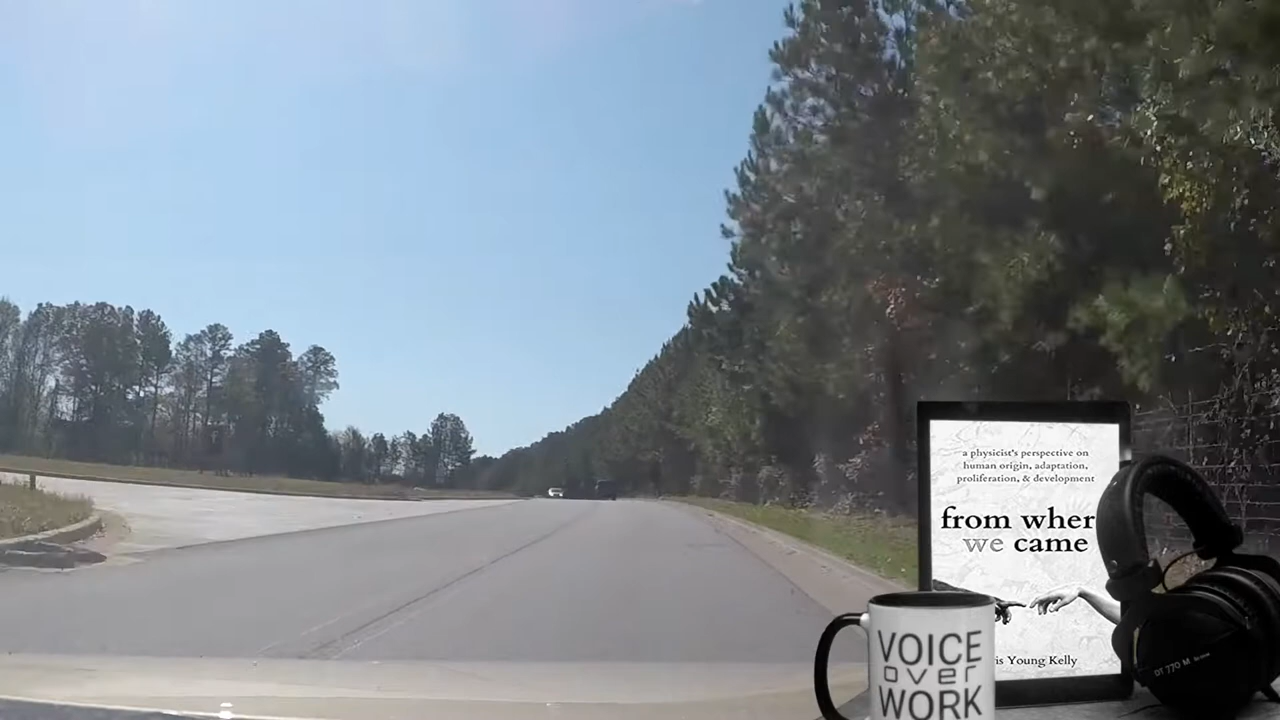 a physicist's perspective on
human origin, adaptation,
proliferation, & development
from wher
we came
is Young Kelly
VOICE
over
WORK
DT 770 M